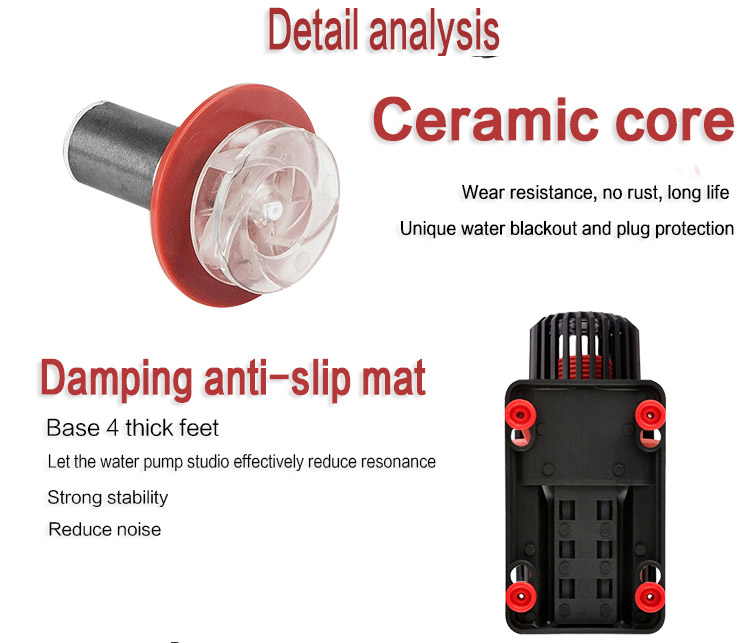 Detail analysis
Ceramic core
Wear resistance, no rust, long life
Unique water blackout and plug protection
Damping anti-slip mat
Base 4 thick feet
Let the water pump studio effectively reduce resonance
Strong stability
Reduce noise